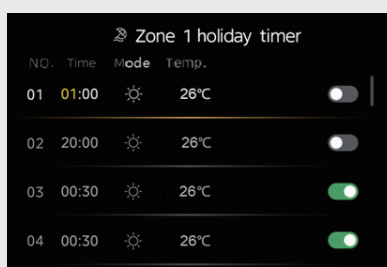 Zone 1 holiday timer
NO. Time Mode Temp.
01 01:00 26℃
02 20:00 26℃
03 00:30 26℃
04 00:30 26℃